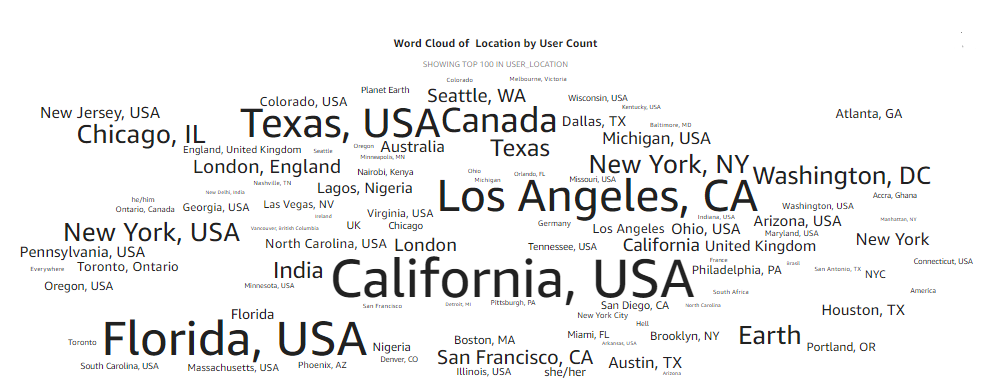 Word Cloud of Location by User Count
SHOWING TOP 100 IN USER_LOCATION
Colorado
Melbourne, Victoria
Planet Earth
Seattle, WA
Wisconsin, USA
Colorado, USA
Kentucky, USA
New Jersey, USA
Texas, USA
Canada
Dallas, TX
Atlanta, GA
Baltimore, MD
Chicago, IL
Michigan, USA
England, United Kingdom
Seattle
Oregon
Australia
Texas
Minneapolis, MN
London, England
Nairobi, Kenya
Ohio
Orlando, FL
New York, NY
Washington, DC
Michigan
Missouri, USA
Nashville, TN
Lagos, Nigeria
New Delhi, India
Los Angeles, CA
Accra, Ghana
he/him
Ontario, Canada
Georgia, USA
Las Vegas, NV
Washington, USA
Virginia, USA
Ireland
Indiana, USA
Manhattan, NY
Arizona, USA
Vancouver, British Columbia
UK
Chicago
Germany
Los Angeles
Ohio, USA
Maryland, USA
New York, USA
North Carolina, USA
London
Tennessee, USA
California
United Kingdom
New York
Pennsylvania, USA
Everywhere
Toronto, Ontario
India
California, USA
France
Philadelphia, PA
Brasil
San Antonio, TX
NYC
Connecticut, USA
Oregon, USA
Minnesota, USA
South Africa
America
San Francisco
Detroit, MI
Pittsburgh, PA
San Diego, CA
North Carolina
Florida
New York City
Houston, TX
Hell
Toronto
Florida, USA
Nigeria
Boston, MA
Miami, FL
Arkansas, USA
Brooklyn, NY
Earth
Portland, OR
Denver, CO
San Francisco, CA
South Carolina, USA
Massachusetts, USA
Phoenix, AZ
Illinois, USA
she/her
Austin, TX
Arizona